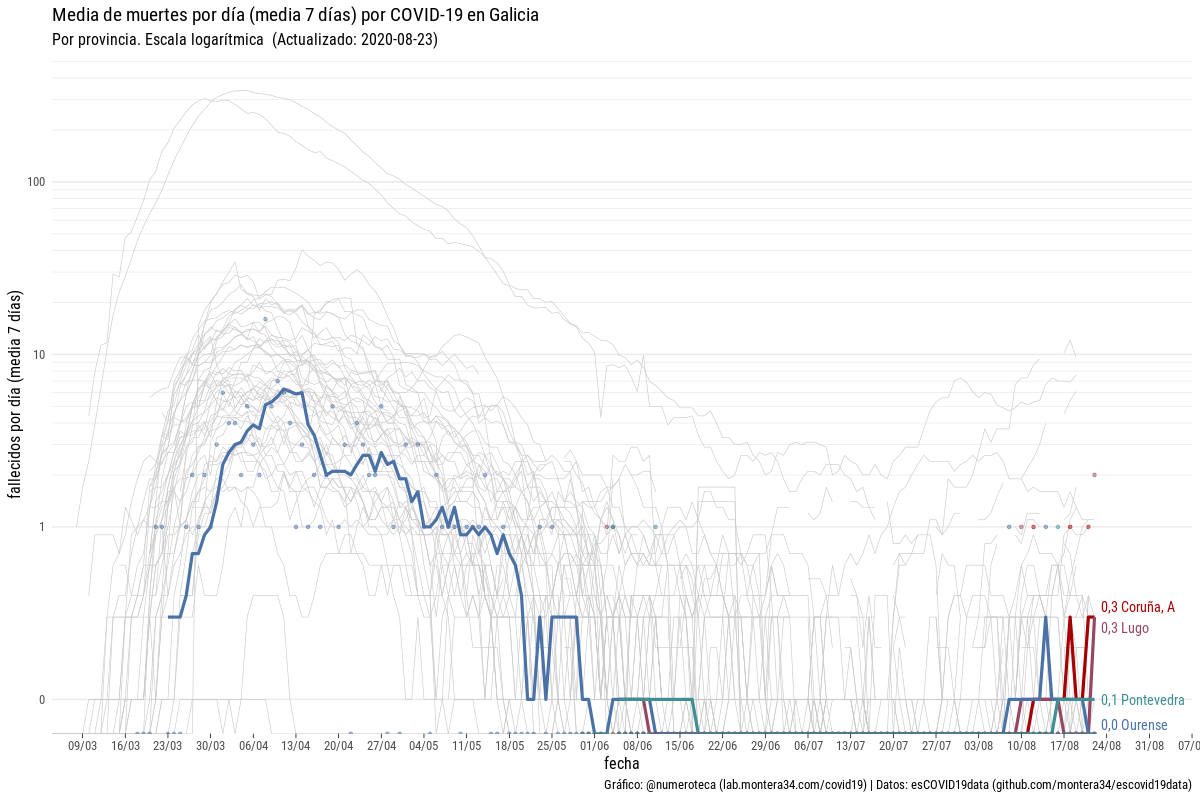 Media de muertes por día (media 7 días) por COVID-19 en Galicia
Por provincia. Escala logarítmica (Actualizado: 2020-08-23)
fallecidos por día (media 7 días)
100
10
1
0
0,3 Coruña, A
0,3 Lugo
0,1 Pontevedra
0,0 Ourense
09/03 16/03 23/03 30/03 06/04 13/04 20/04 27/04 04/05 11/05 18/05 25/05 01/06 08/06 15/06 22/06 29/06 06/07 13/07 20/07 27/07 03/08 10/08 17/08 24/08 31/08 07/0
fecha
Gráfico: @numeroteca (lab.montera34.com/covid19) | Datos: esCOVID19data (github.com/montera34/escovid19data)